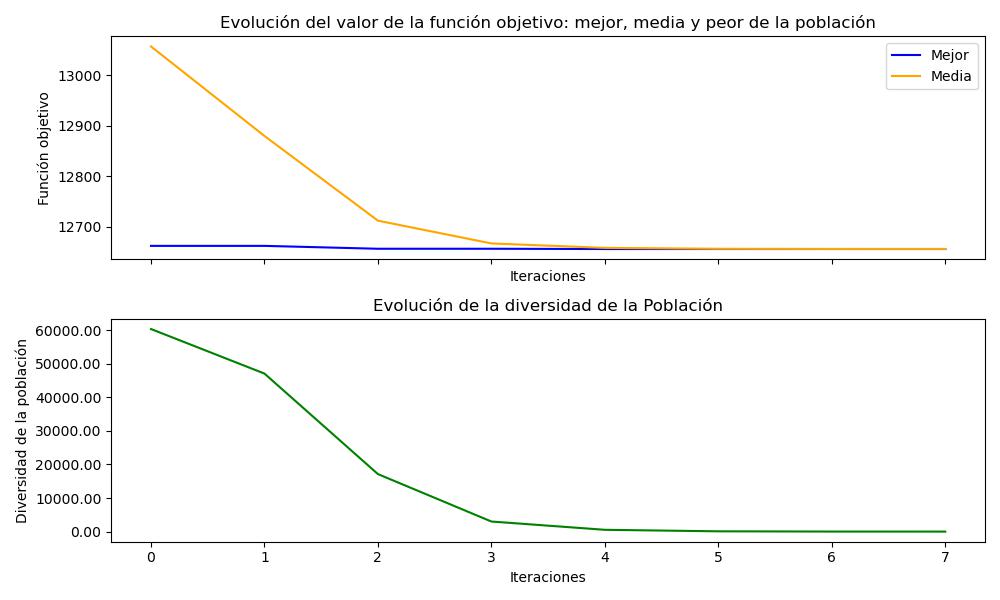 Evolución del valor de la función objetivo: mejor, media y peor de la población
Función objetivo
13000
12900
12800
12700
Mejor
Media
Iteraciones
Evolución de la diversidad de la Población
Diversidad de la población
60000.00
50000.00
40000.00
30000.00
20000.00
10000.00
0.00
0 1 2 3 4 5 6 7
Iteraciones